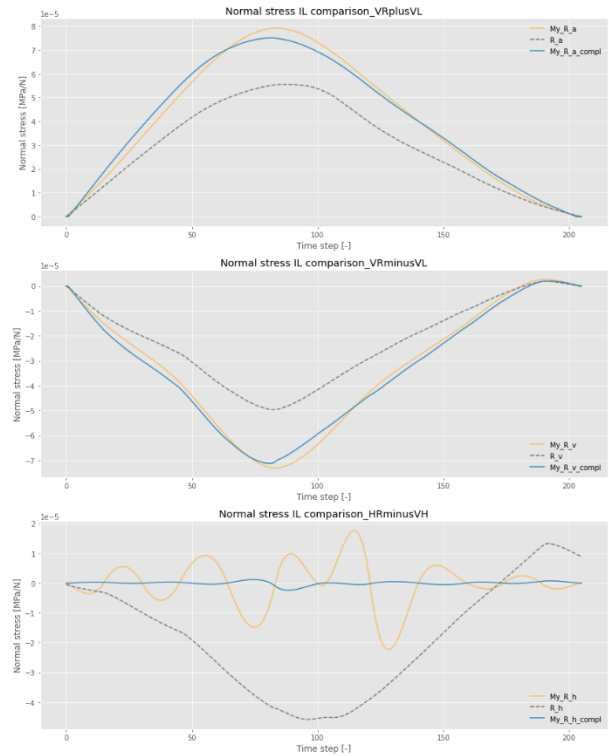 Normal stress IL comparison_VRplusVL
1e−5
8
7
6
5
4
3
2
1
0
Normal stress [MPa/N]
My_R_a
R_a
My_R_a_compl
0 50 100 150 200
Time step [-]
Normal stress IL comparison_VRminusVL
1e−5
0
−1
−2
−3
−4
−5
−6
−7
Normal stress [MPa/N]
My_R_v
R_v
My_R_v_compl
0 50 100 150 200
Time step [-]
Normal stress IL comparison_HRminusVH
1e−5
2
1
0
−1
−2
−3
−4
Normal stress [MPa/N]
My_R_h
R_h
My_R_h_compl
0 50 100 150 200
Time step [-]